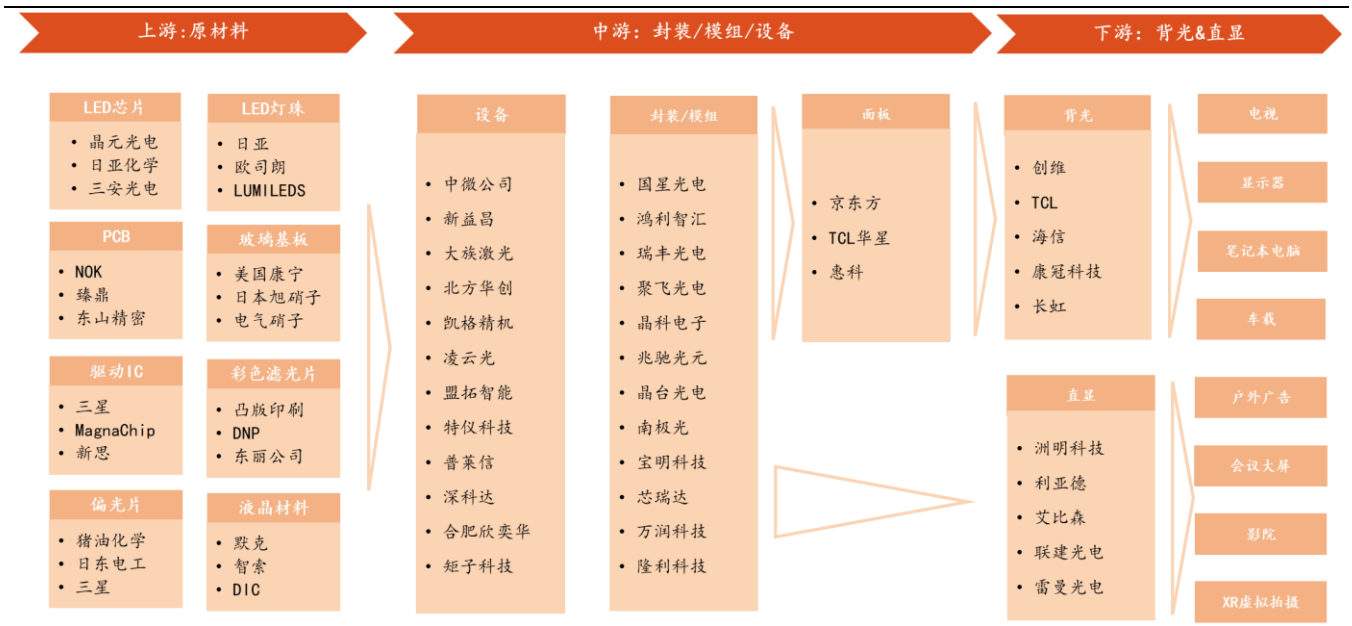 上游:原材料
中游: 封装/模组/设备
下游: 背光&直显
LED芯片
• 晶元光电
• 日亚化学
• 三安光电
LED灯珠
• 日亚
• 欧司朗
• LUMILEDS
PCB
• NOK
• 臻鼎
• 东山精密
玻璃基板
• 美国康宁
• 日本旭硝子
• 电气硝子
驱动IC
• 三星
• MagnaChip
• 新思
彩色滤光片
• 凸版印刷
• DNP
• 东丽公司
偏光片
• 猪油化学
• 日东电工
• 三星
液晶材料
• 默克
• 智索
• DIC
设备
• 中微公司
• 新益昌
• 大族激光
• 北方华创
• 凯格精机
• 凌云光
• 盟拓智能
• 特仪科技
• 普莱信
• 深科达
• 合肥欣奕华
• 矩子科技
封装/模组
• 国星光电
• 鸿利智汇
• 瑞丰光电
• 聚飞光电
• 晶科电子
• 兆驰光元
• 晶台光电
• 南极光
• 宝明科技
• 芯瑞达
• 万润科技
• 隆利科技
面板
• 京东方
• TCL华星
• 惠科
背光
• 创维
• TCL
• 海信
• 康冠科技
• 长虹
电视
显示器
笔记本电脑
车载
直显
• 洲明科技
• 利亚德
• 艾比森
• 联建光电
• 雷曼光电
户外广告
会议大屏
影院
XR虚拟拍摄